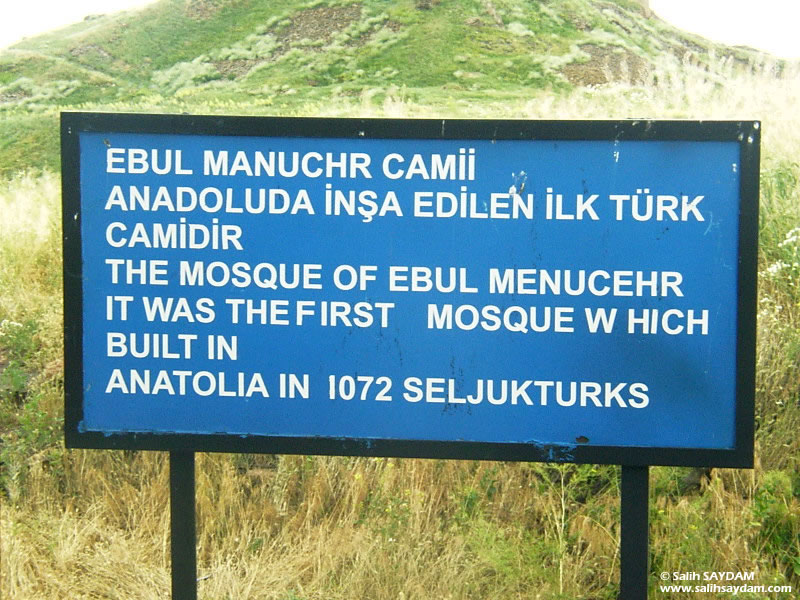 EBUL MANUCHR CAMİİ
ANADOLUDA İNŞA EDİLEN İLK TÜRK
CAMİDİR
THE MOSQUE OF EBUL MENUCEHR
IT WAS THE FIRST MOSQUE W HICH
BUILT IN
ANATOLIA IN 1072 SELJUKTURKS
© Salih SAYDAM
www.salihsaydam.com